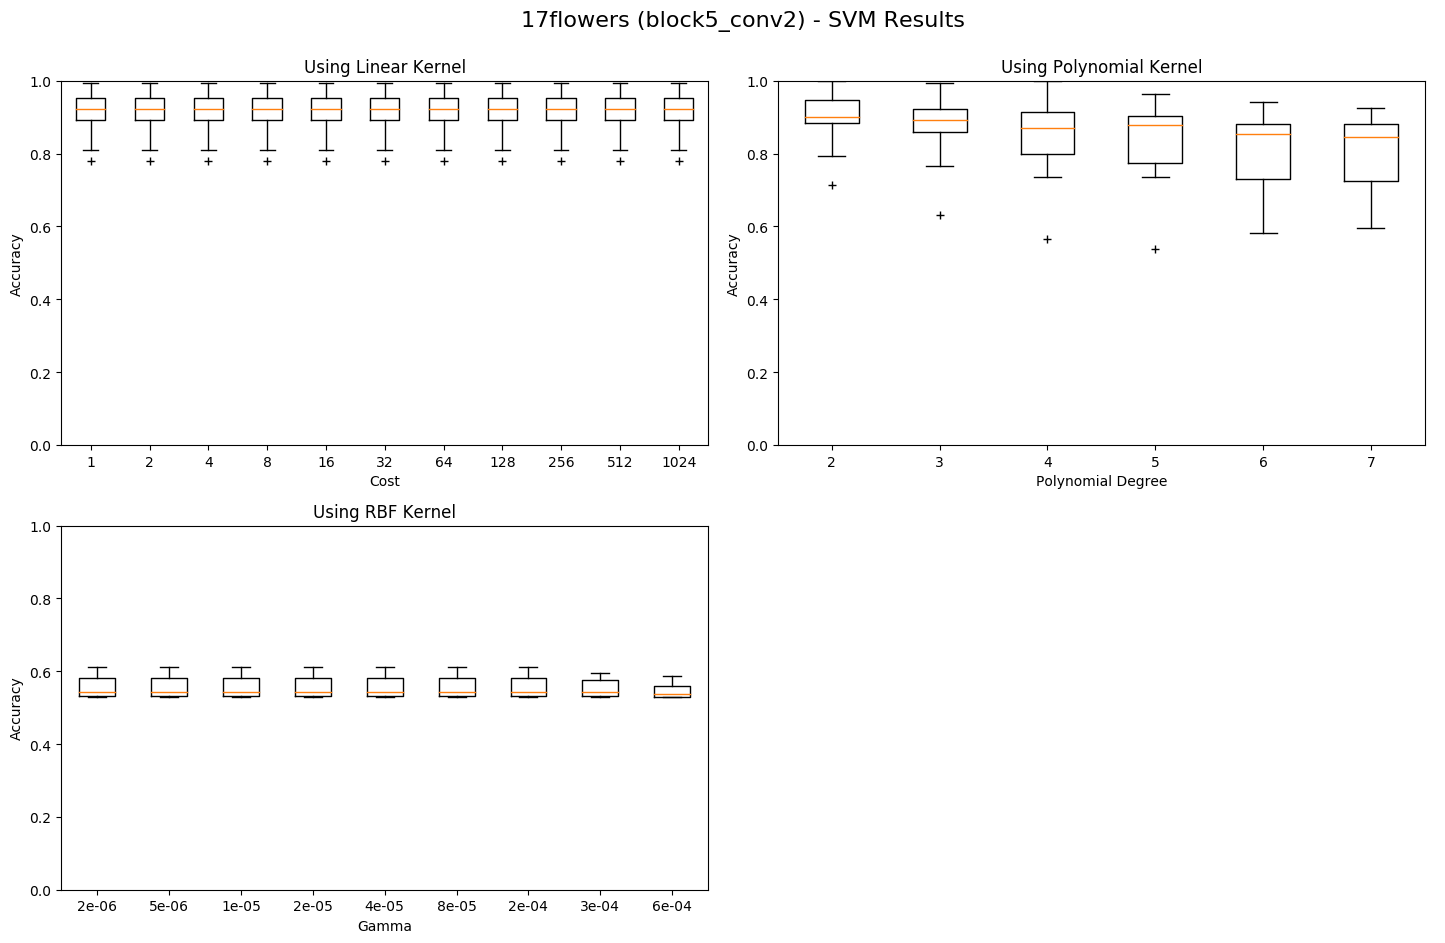 17flowers (block5_conv2) - SVM Results
Using Linear Kernel
1.0
0.8
0.6
0.4
0.2
0.0
Accuracy
1 2 4 8 16 32 64 128 256 512 1024
Cost
Using Polynomial Kernel
1.0
0.8
0.6
0.4
0.2
0.0
Accuracy
2 3 4 5 6 7
Polynomial Degree
Using RBF Kernel
1.0
0.8
0.6
0.4
0.2
0.0
Accuracy
2e-06 5e-06 1e-05 2e-05 4e-05 8e-05 2e-04 3e-04 6e-04
Gamma